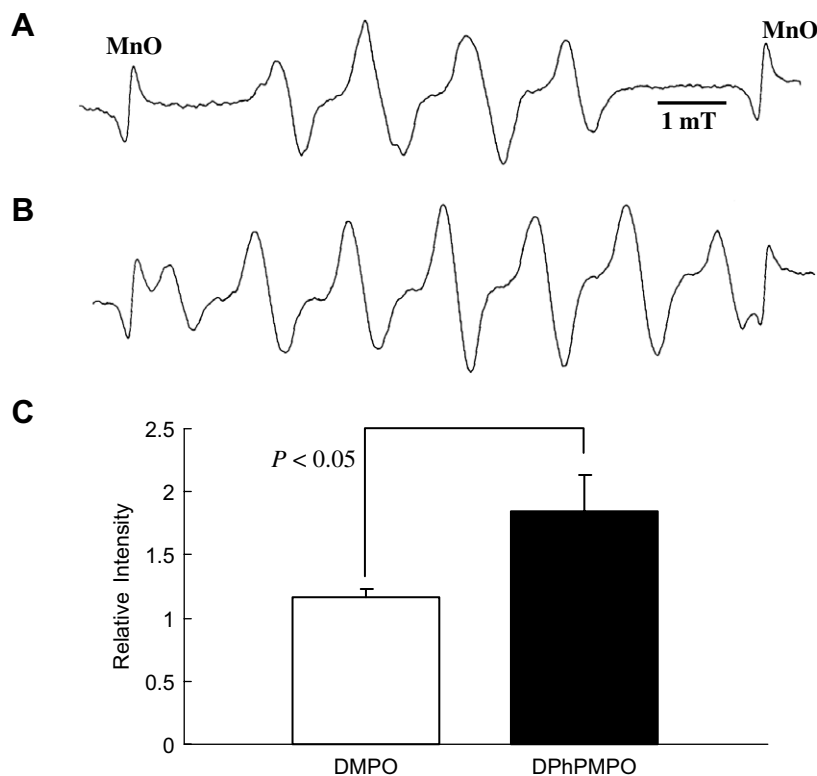 A
MnO
MnO
1 mT
B
C
2.5
P < 0.05
2
1.5
1
0.5
0
Relative Intensity
DMPO
DPhPMPO